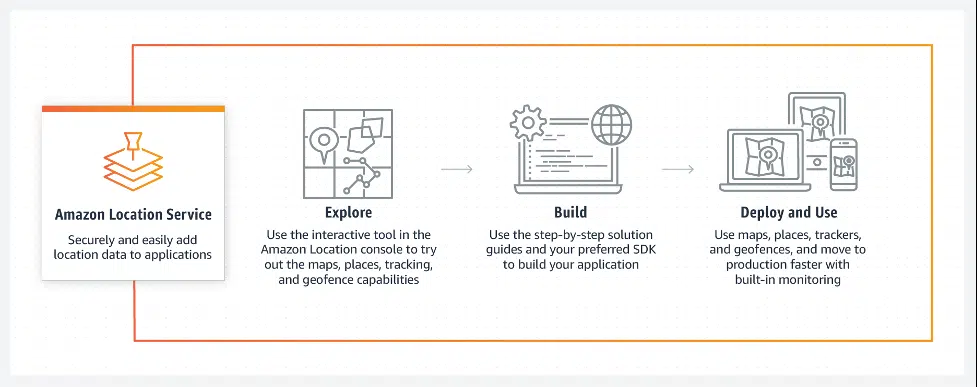 Amazon Location Service
Securely and easily add
location data to applications
Explore
Use the interactive tool in the
Amazon Location console to try
out the maps, places, tracking,
and geofence capabilities
Build
Use the step-by-step solution
guides and your preferred SDK
to build your application
Deploy and Use
Use maps, places, trackers,
and geofences, and move to
production faster with
built-in monitoring